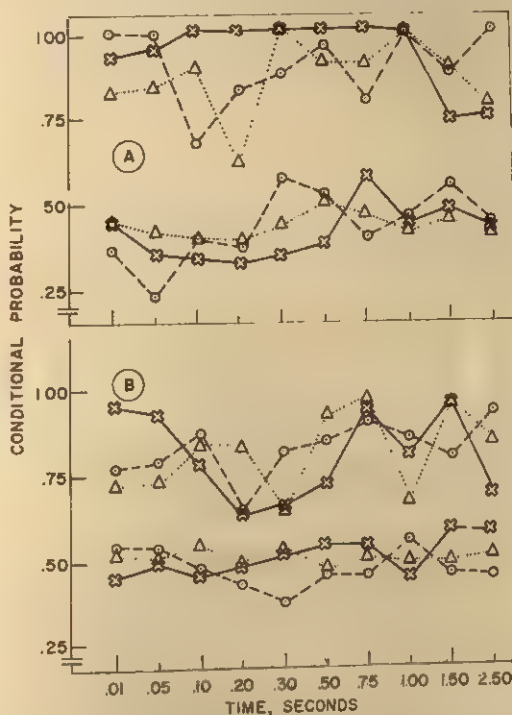 1.00
.75
A
.50
.25
CONDITIONAL PROBABILITY
B
1.00
.75
.50
.25
.01 .05 .10 .20 .30 .50 .75 1.00 1.50 2.50
TIME, SECONDS